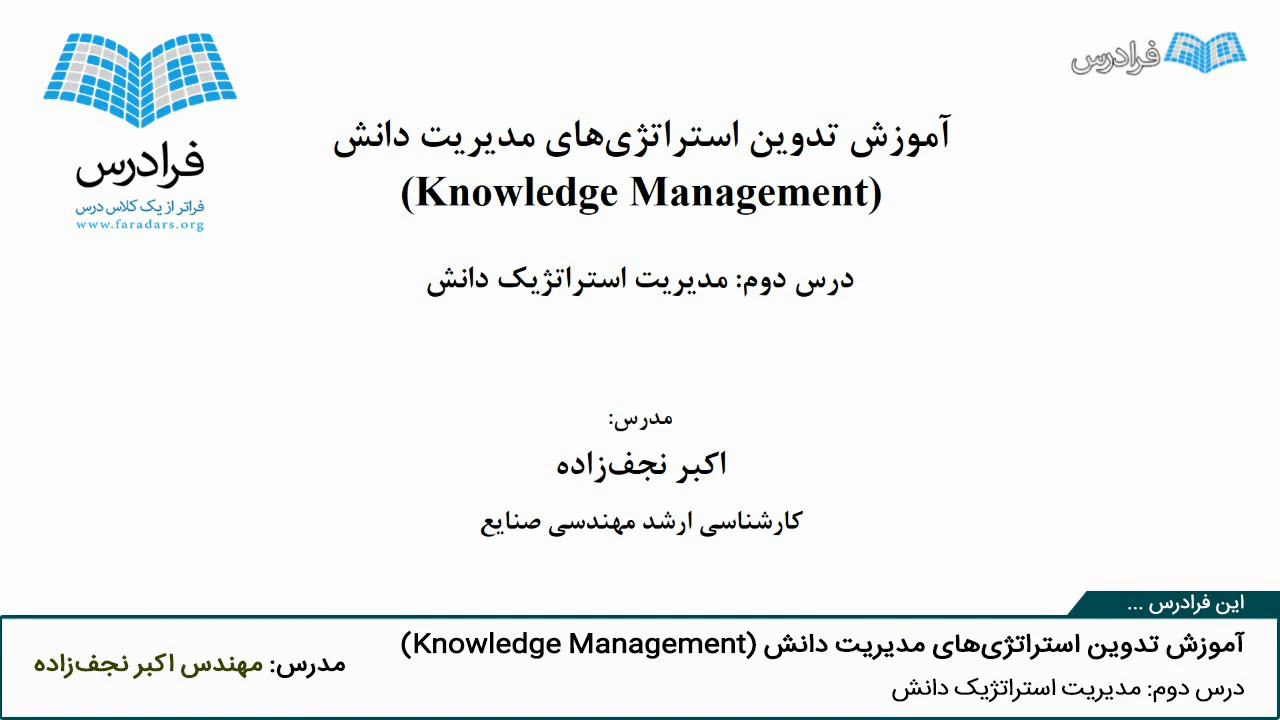 فرادرس
فرادرس
فراتر از یک کلاس درس
www.faradars.org
آموزش تدوین استراتژی‌های مدیریت دانش
(Knowledge Management)
درس دوم: مدیریت استراتژیک دانش
مدرس:
اکبر نجف‌زاده
کارشناسی ارشد مهندسی صنایع
این فرادرس ...
آموزش تدوین استراتژی‌های مدیریت دانش (Knowledge Management)
درس دوم: مدیریت استراتژیک دانش
مدرس: مهندس اکبر نجف‌زاده